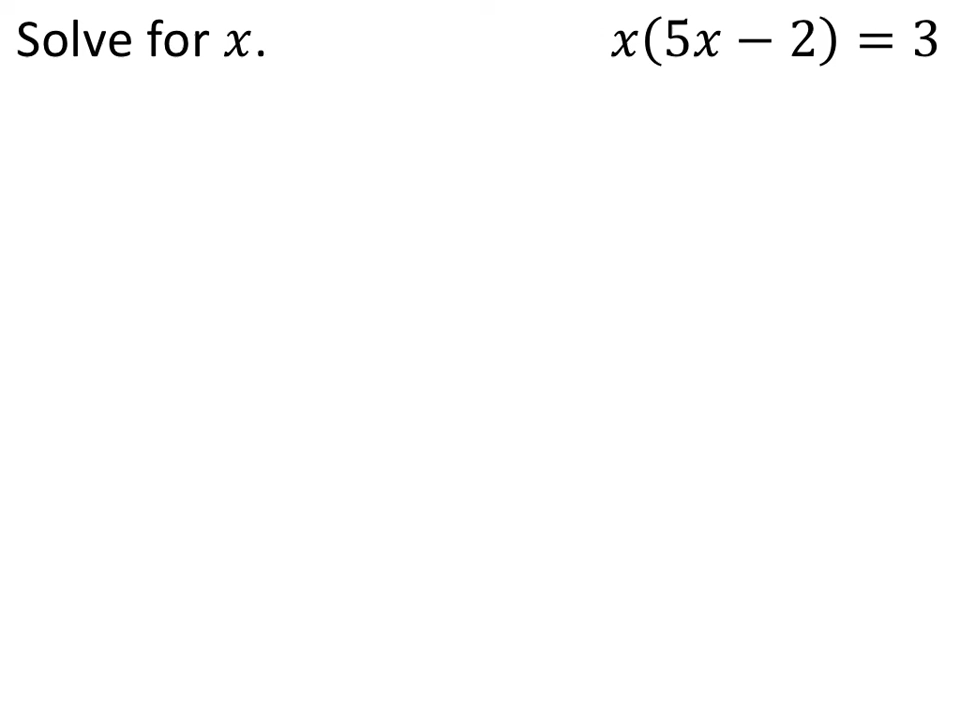 Solve for x. x(5x − 2) = 3